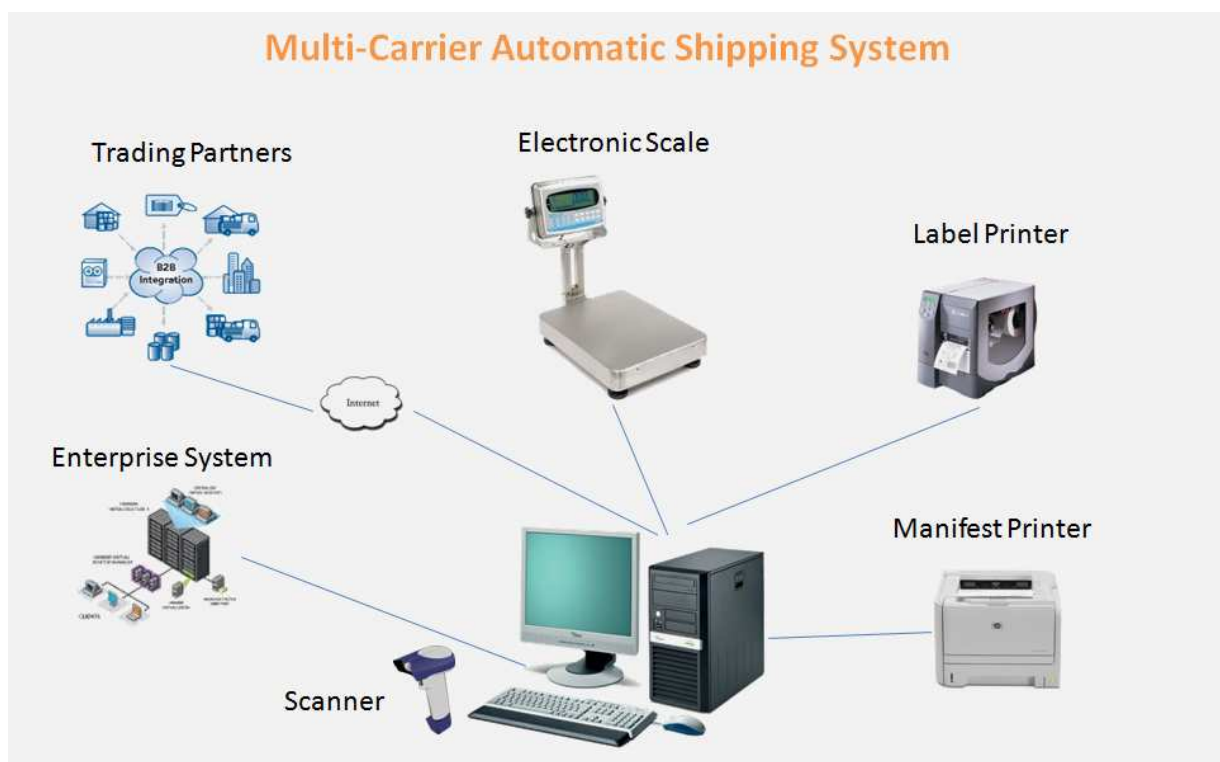 Multi-Carrier Automatic Shipping System
Trading Partners
Electronic Scale
Label Printer
B2B
Integration
Internet
Enterprise System
CLIENTS
Manifest Printer
Scanner